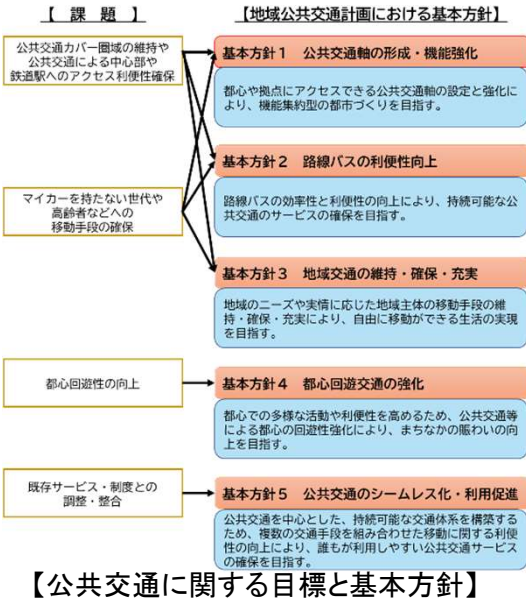 【 課 題 】
【地域公共交通計画における基本方針】
公共交通カバー圏域の維持や
公共交通による中心部や
鉄道駅へのアクセス利便性確保
基本方針1 公共交通軸の形成・機能強化
都心や拠点にアクセスできる公共交通軸の設定と強化に
より、機能集約型の都市づくりを目指す。
基本方針2 路線バスの利便性向上
路線バスの効率性と利便性の向上により、持続可能な公
共交通のサービスの確保を目指す。
マイカーを持たない世代や
高齢者などへの
移動手段の確保
基本方針3 地域交通の維持・確保・充実
地域のニーズや実情に応じた地域主体の移動手段の維
持・確保・充実により、自由に移動ができる生活の実現
を目指す。
都心回遊性の向上
基本方針4 都心回遊交通の強化
都心での多様な活動や利便性を高めるため、公共交通等
による都心の回遊性強化により、まちなかの賑わいの向
上を目指す。
既存サービス・制度との
調整・整合
基本方針5 公共交通のシームレス化・利用促進
公共交通を中心とした、持続可能な交通体系を構築する
ため、複数の交通手段を組み合わせた移動に関する利便
性の向上により、誰もが利用しやすい公共交通サービス
の確保を目指す。
【公共交通に関する目標と基本方針】